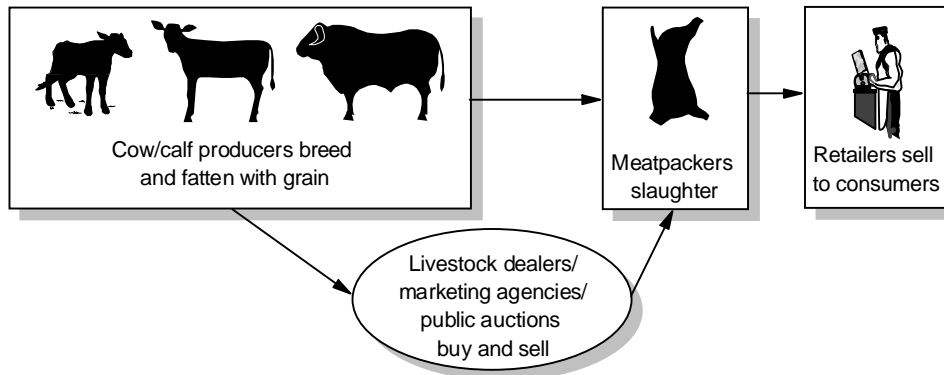 Cow/calf producers breed
and fatten with grain
Meatpackers
slaughter
Retailers sell
to consumers
Livestock dealers/
marketing agencies/
public auctions
buy and sell